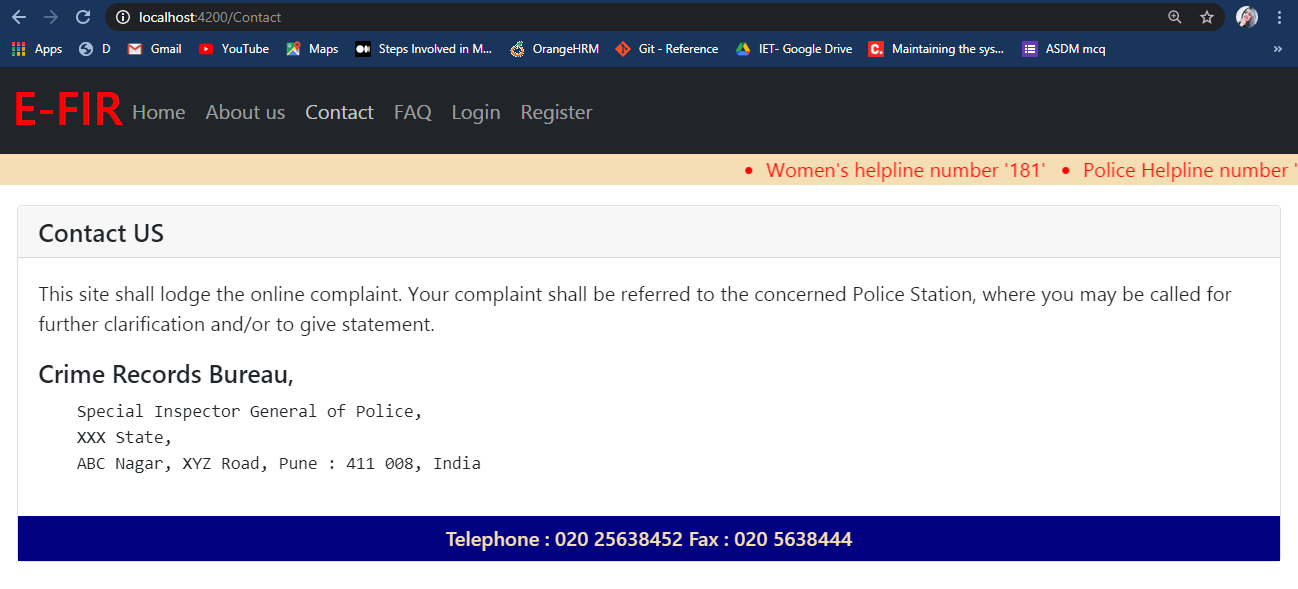 localhost:4200/Contact
Apps D Gmail YouTube Maps Steps Involved in M... OrangeHRM Git - Reference IET- Google Drive Maintaining the sys... ASDM mcq »
E-FIR Home About us Contact FAQ Login Register
• Women's helpline number '181' • Police Helpline number '
Contact US
This site shall lodge the online complaint. Your complaint shall be referred to the concerned Police Station, where you may be called for
further clarification and/or to give statement.
Crime Records Bureau,
Special Inspector General of Police,
XXX State,
ABC Nagar, XYZ Road, Pune : 411 008, India
Telephone : 020 25638452 Fax : 020 5638444